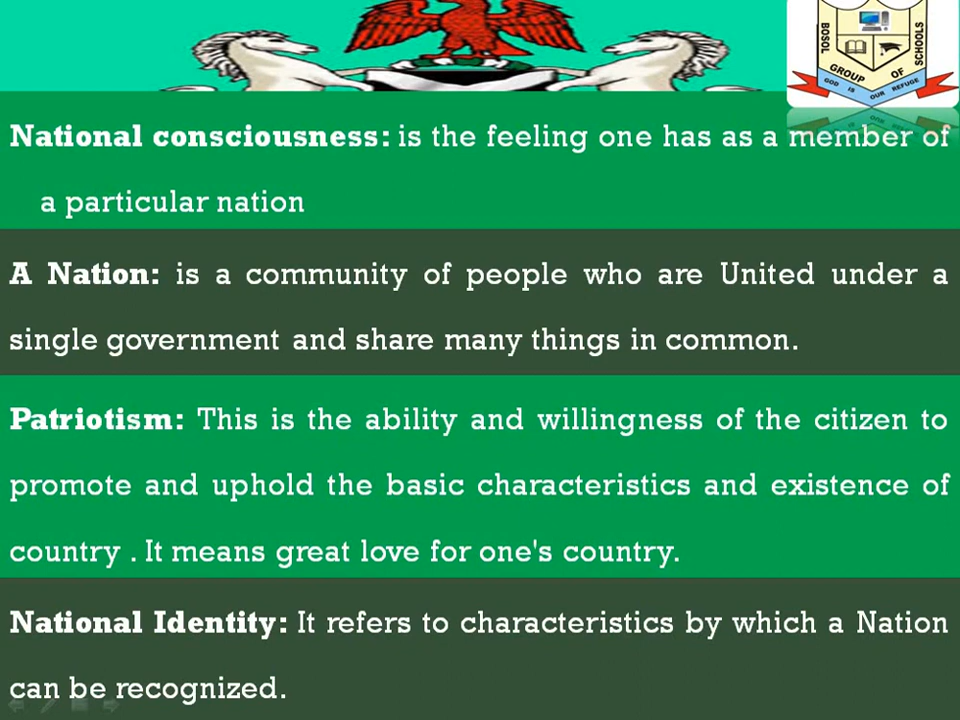 BOSOL GROUP OF SCHOOLS
GOD IS OUR REFUGE
National consciousness: is the feeling one has as a member of
a particular nation
A Nation: is a community of people who are United under a
single government and share many things in common.
Patriotism: This is the ability and willingness of the citizen to
promote and uphold the basic characteristics and existence of
country . It means great love for one's country.
National Identity: It refers to characteristics by which a Nation
can be recognized.